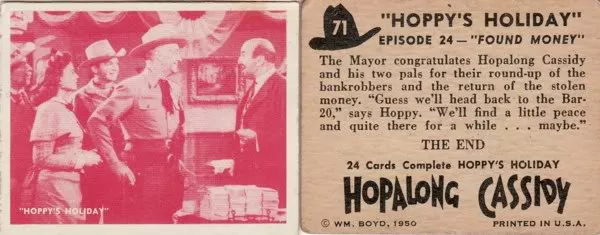 "HOPPY'S HOLIDAY"
71
"HOPPY'S HOLIDAY"
EPISODE 24 — "FOUND MONEY"
The Mayor congratulates Hopalong Cassidy
and his two pals for their round-up of the
bankrobbers and the return of the stolen
money. "Guess we'll head back to the Bar-
20," says Hoppy. "We'll find a little peace
and quite there for a while . . . maybe."
THE END
24 Cards Complete HOPPY'S HOLIDAY
HOPALONG CASSIDY
© WM. BOYD, 1950
PRINTED IN U.S.A.